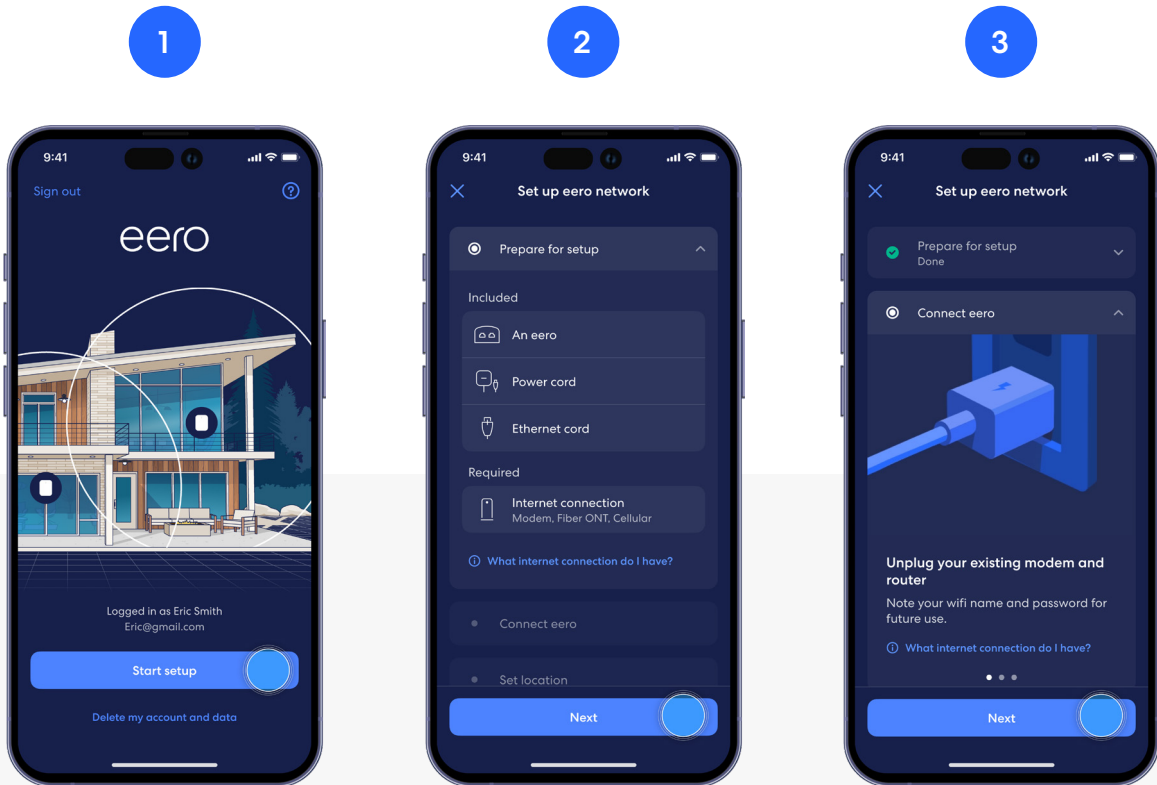 1
9:41
Sign out
?
eero
Logged in as Eric Smith
Eric@gmail.com
Start setup
Delete my account and data
2
9:41
Set up eero network
Prepare for setup
Included
An eero
Power cord
Ethernet cord
Required
Internet connection
Modem, Fiber ONT, Cellular
What internet connection do I have?
Connect eero
Set location
Next
3
9:41
Set up eero network
Prepare for setup
Done
Connect eero
Unplug your existing modem and
router
Note your wifi name and password for
future use.
What internet connection do I have?
Next